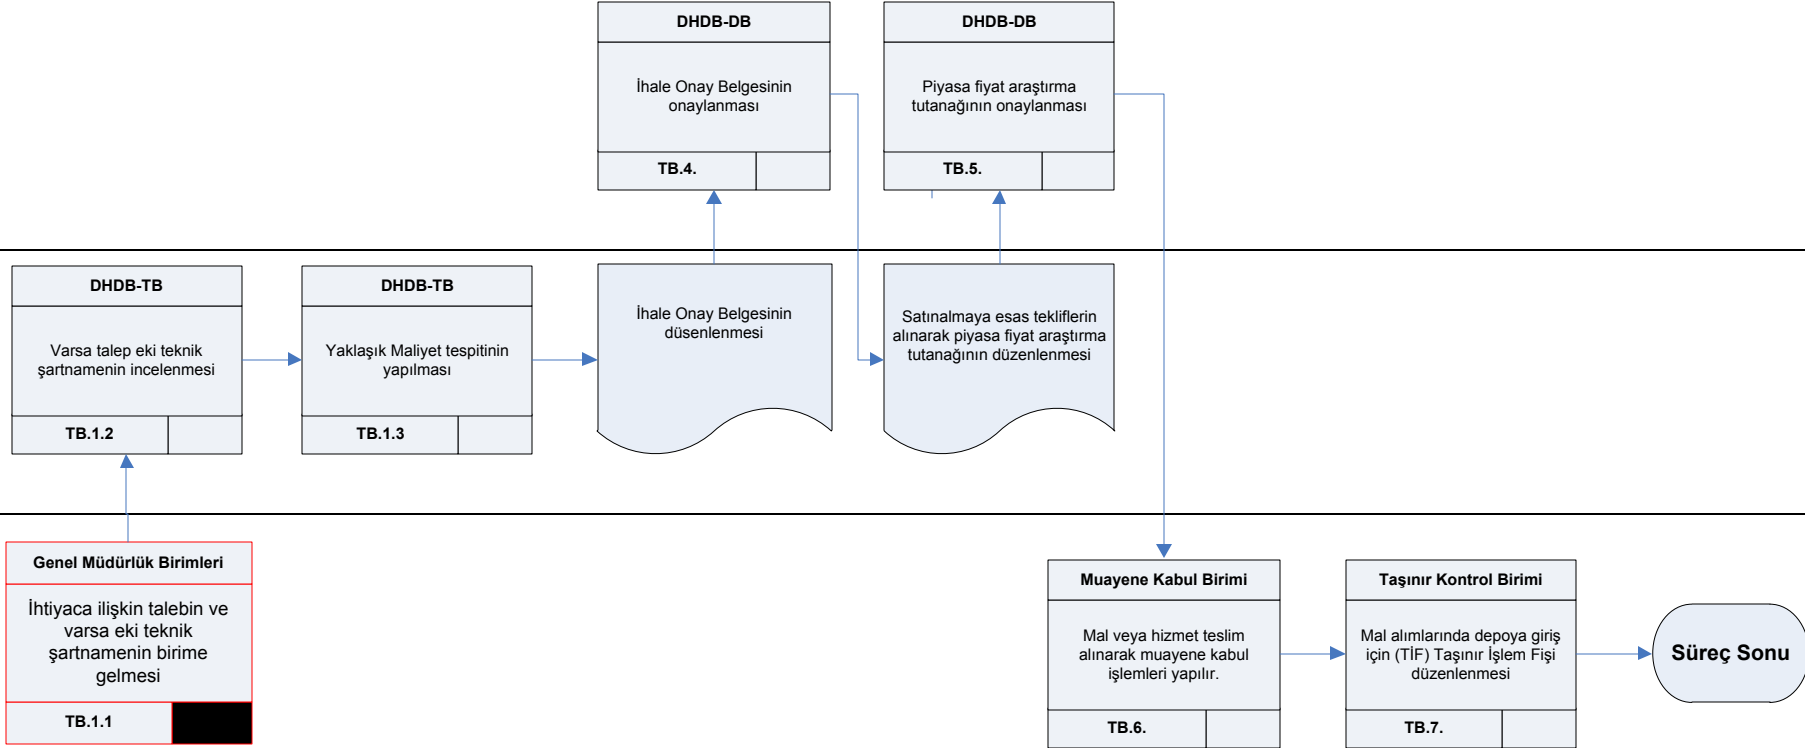 DHDB-DB
İhale Onay Belgesinin
onaylanması
TB.4.
DHDB-DB
Piyasa fiyat araştırma
tutanağının onaylanması
TB.5.
DHDB-TB
Varsa talep eki teknik
şartnamenin incelenmesi
TB.1.2
DHDB-TB
Yaklaşık Maliyet tespitinin
yapılması
TB.1.3
İhale Onay Belgesinin
düsenlenmesi
Satınalmaya esas tekliflerin
alınarak piyasa fiyat araştırma
tutanağının düzenlenmesi
Genel Müdürlük Birimleri
İhtiyaca ilişkin talebin ve
varsa eki teknik
şartnamenin birime
gelmesi
TB.1.1
Muayene Kabul Birimi
Mal veya hizmet teslim
alınarak muayene kabul
işlemleri yapılır.
TB.6.
Taşınır Kontrol Birimi
Mal alımlarında depoya giriş
için (TİF) Taşınır İşlem Fişi
düzenlenmesi
TB.7.
Süreç Sonu